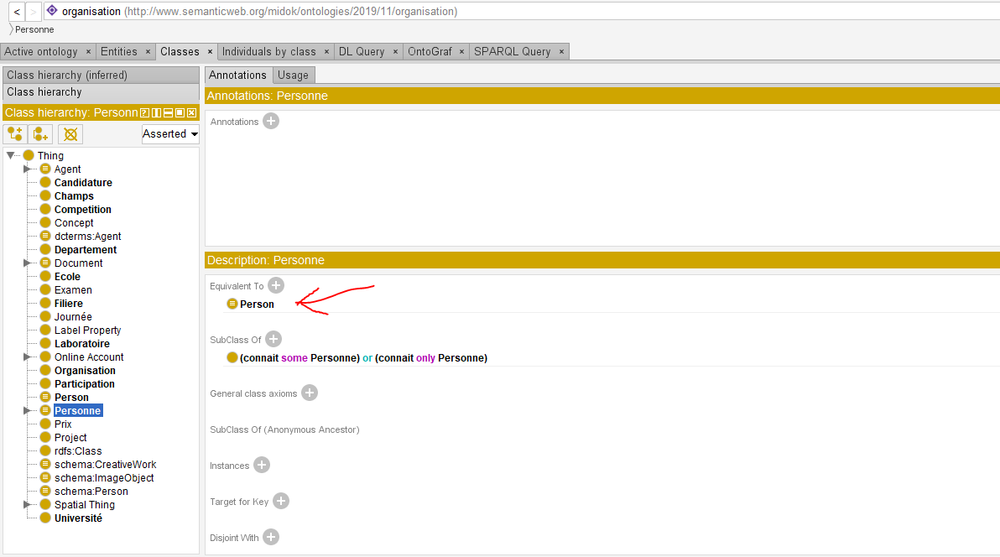 < > organisation (http://www.semanticweb.org/midok/ontologies/2019/11/organisation)
Personne
Active ontology × Entities × Classes × Individuals by class × DL Query × OntoGraf × SPARQL Query ×
Class hierarchy (inferred)
Class hierarchy
Class hierarchy: Personn
Asserted
Thing
Agent
Candidature
Champs
Competition
Concept
dcterms:Agent
Departement
Document
Ecole
Examen
Filiere
Journée
Label Property
Laboratoire
Online Account
Organisation
Participation
Person
Personne
Prix
Project
rdfs:Class
schema:CreativeWork
schema:ImageObject
schema:Person
Spatial Thing
Université
Annotations Usage
Annotations: Personne
Annotations
Description: Personne
Equivalent To
Person
SubClass Of
(connait some Personne) or (connait only Personne)
General class axioms
SubClass Of (Anonymous Ancestor)
Instances
Target for Key
Disjoint With